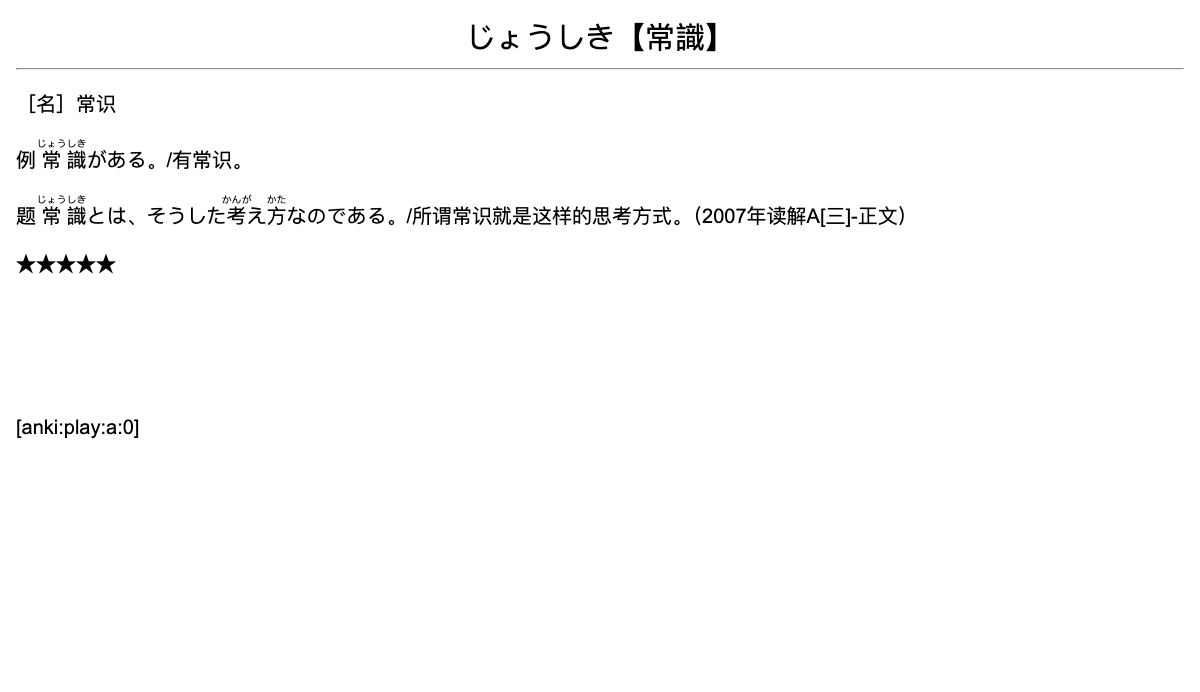 じょうしき【常識】
［名］常识
じょうしき
例 常 識がある。/有常识。
じょうしき かんが かた
题 常 識とは、そうした考え方なのである。/所谓常识就是这样的思考方式。（2007年读解A[三]-正文）
★★★★★
[anki:play:a:0]